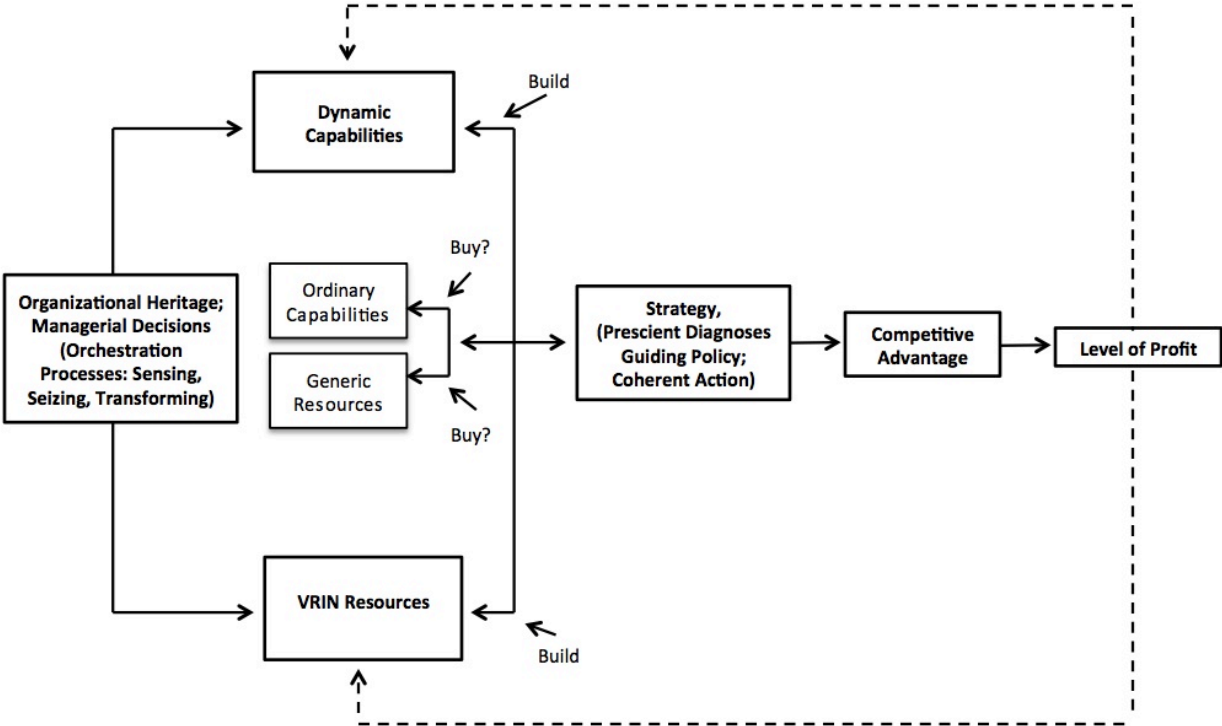 Build
Dynamic
Capabilities
Buy?
Ordinary
Capabilities
Organizational Heritage;
Managerial Decisions
(Orchestration
Processes: Sensing,
Seizing, Transforming)
Generic
Resources
Buy?
Strategy,
(Prescient Diagnoses
Guiding Policy;
Coherent Action)
Competitive
Advantage
Level of Profit
VRIN Resources
Build